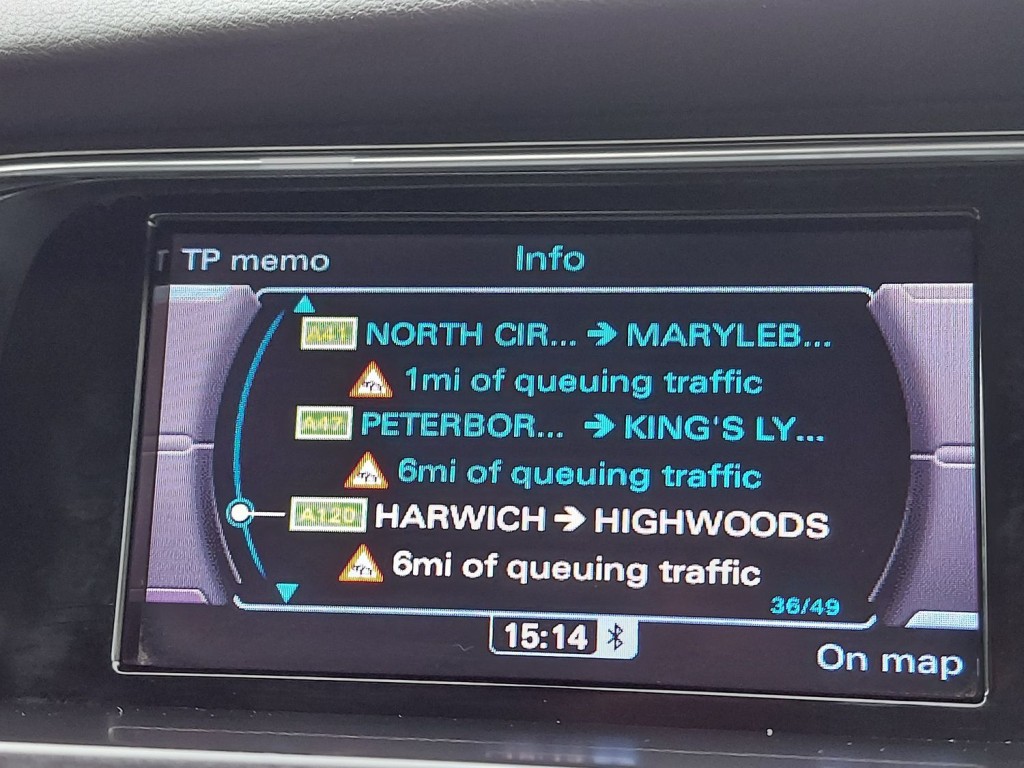 TP memo Info
A41 NORTH CIR... → MARYLEB...
1mi of queuing traffic
A47 PETERBOR... → KING'S LY...
6mi of queuing traffic
A120 HARWICH → HIGHWOODS
6mi of queuing traffic
36/49
15:14
On map